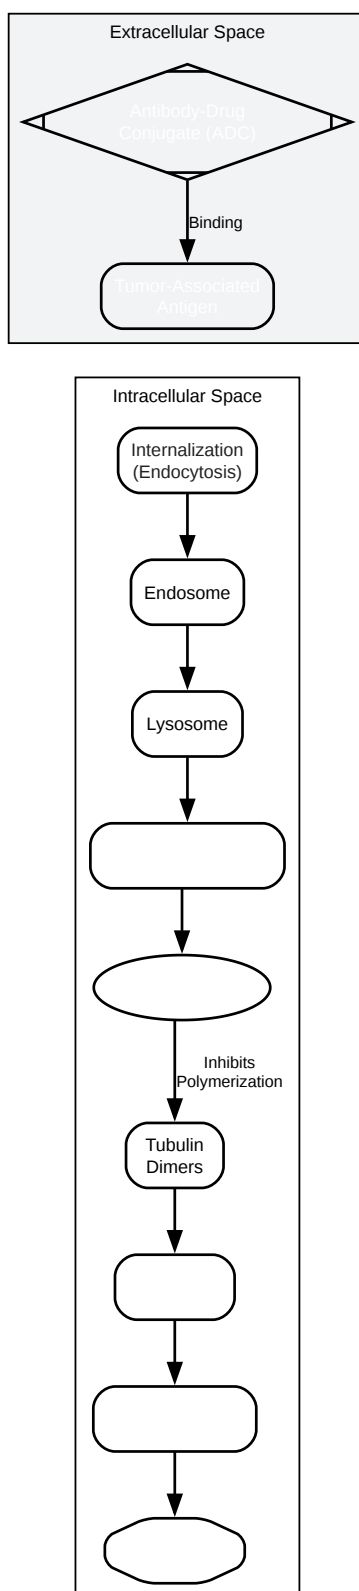 Extracellular Space
Antibody-Drug
Conjugate (ADC)
Binding
Tumor-Associated
Antigen
Intracellular Space
Internalization
(Endocytosis)
Endosome
Lysosome
Inhibits
Polymerization
Tubulin
Dimers